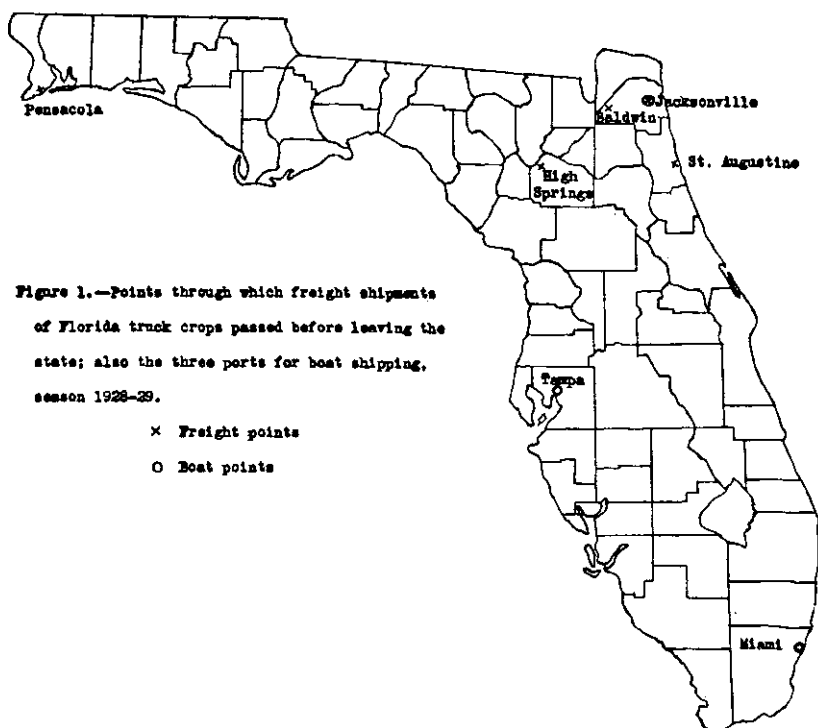 Pensacola
Jacksonville
Baldwin
St. Augustine
High
Springs
Figure 1.—Points through which freight shipments
of Florida truck crops passed before leaving the
state; also the three ports for boat shipping,
season 1928-29.
× Freight points
O Boat points
Tampa
Miami